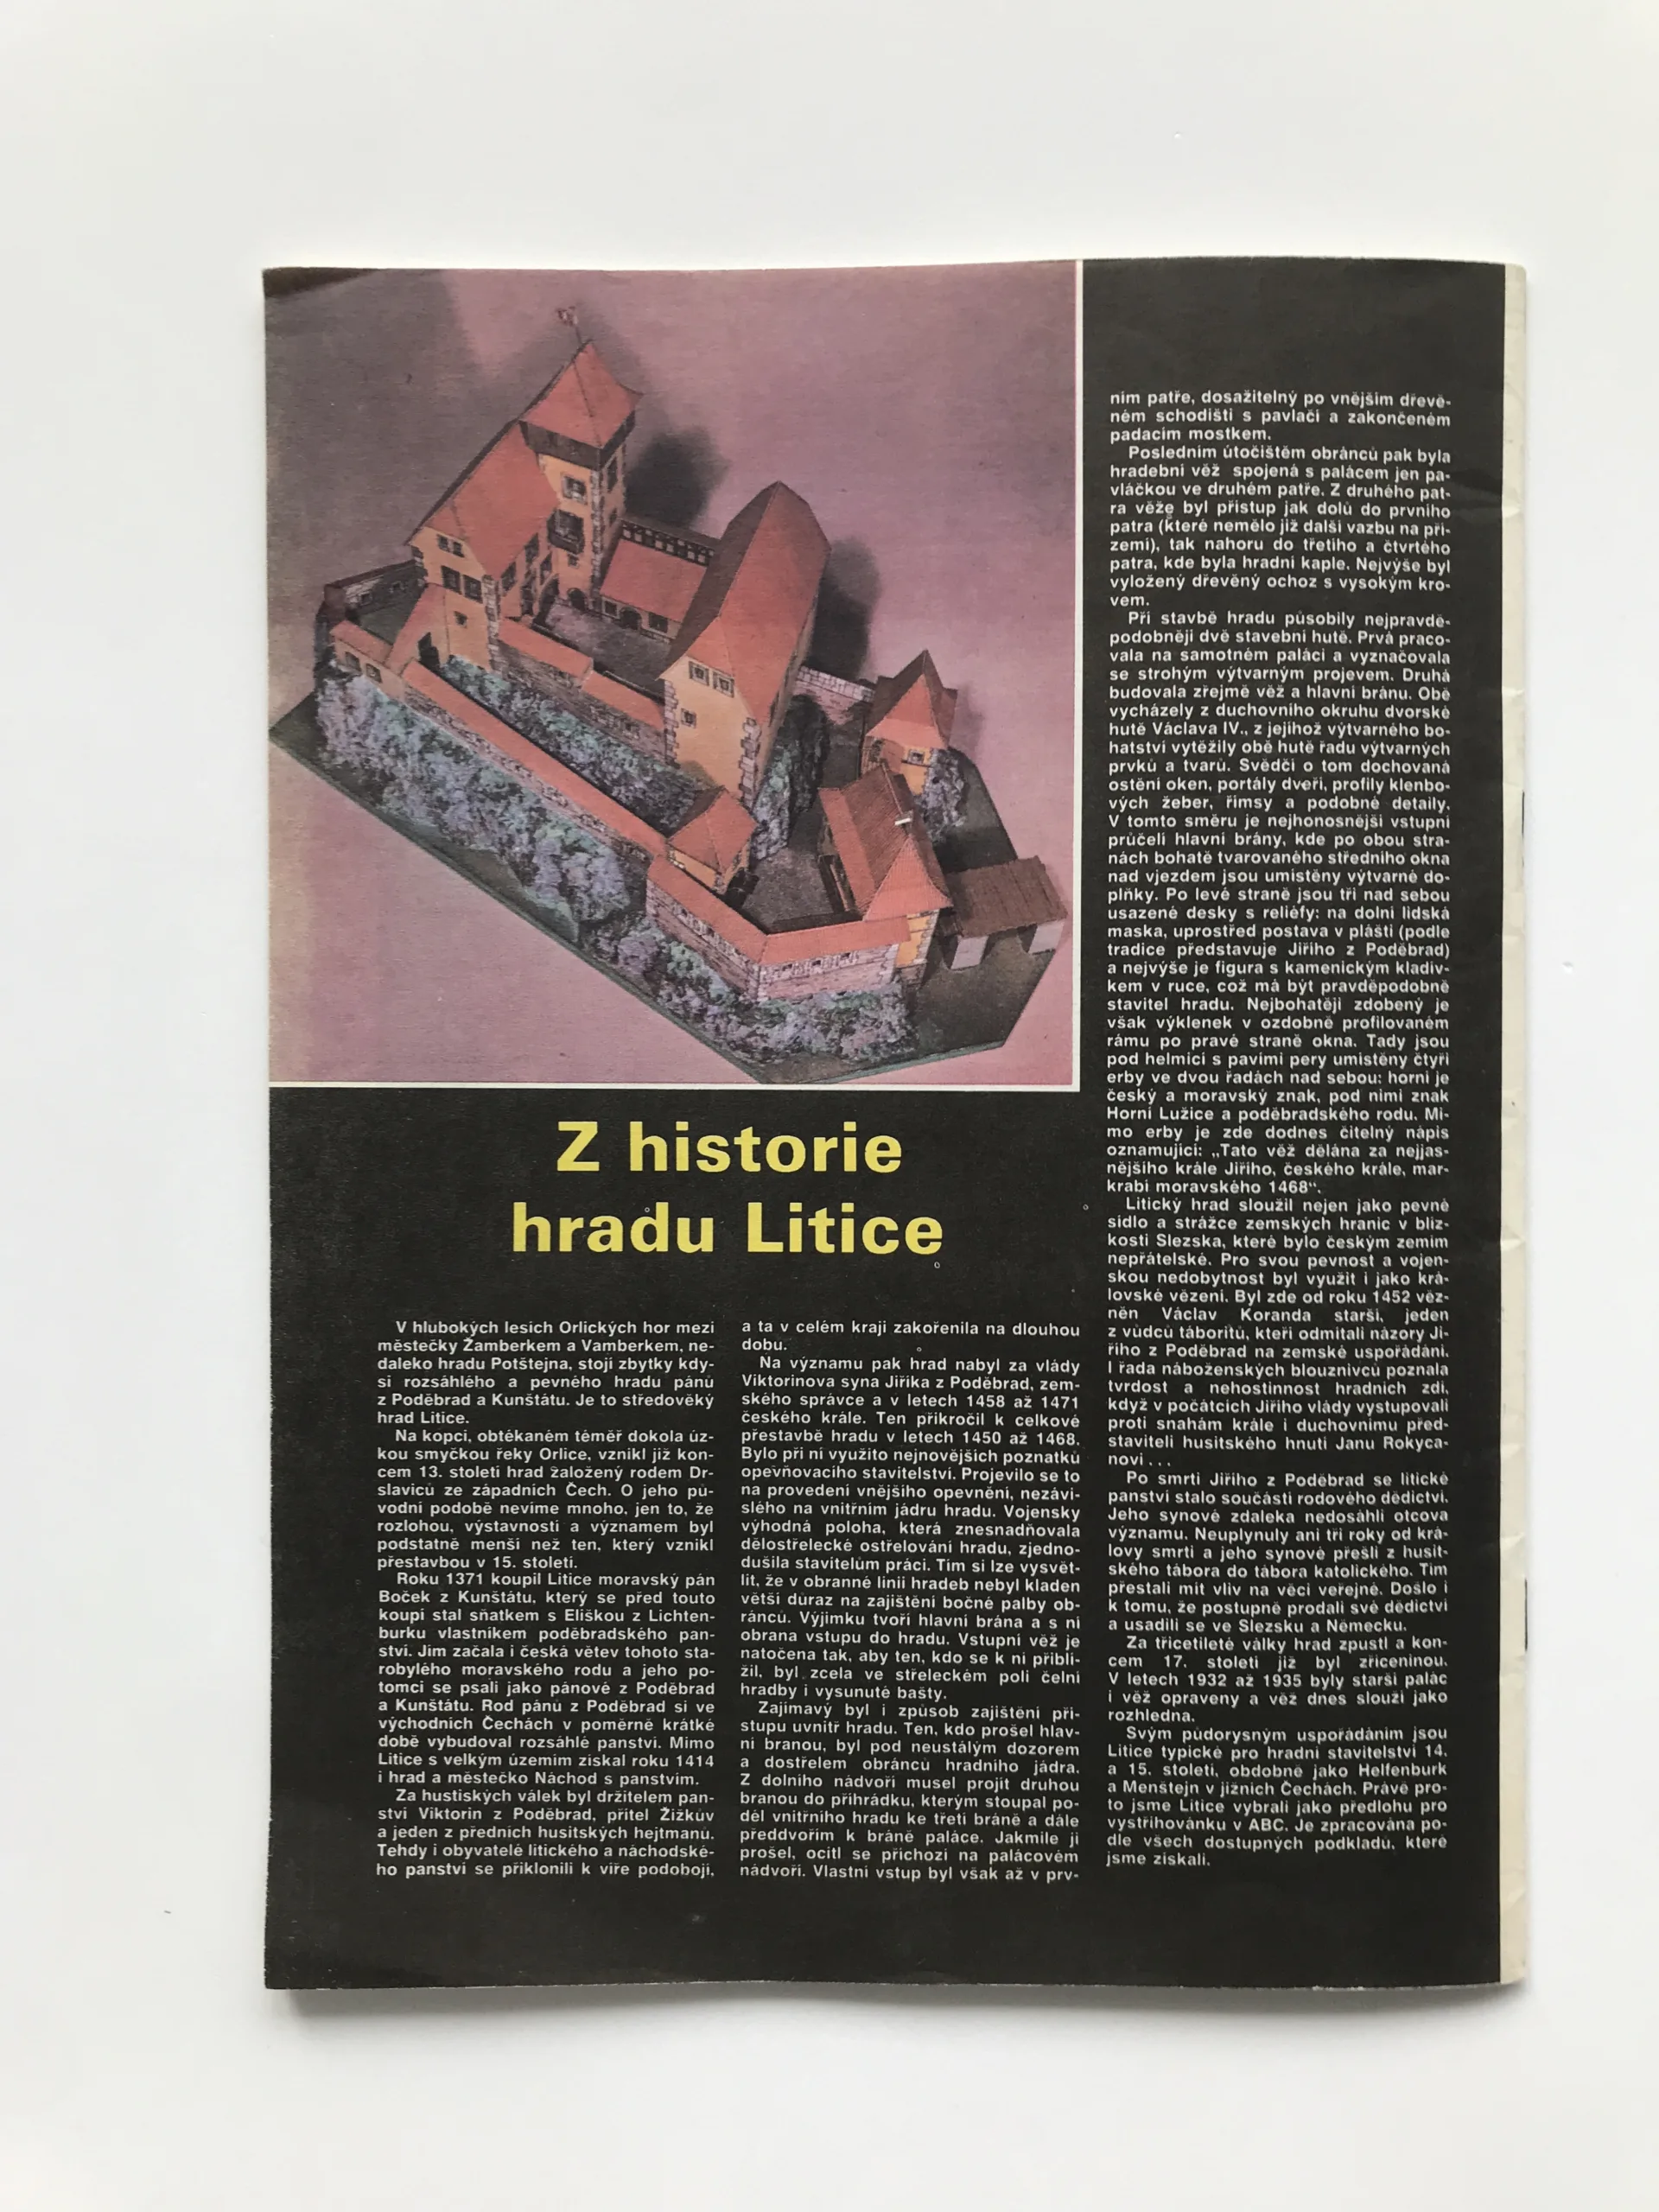 Z historie
hradu Litice
V hlubokých lesích Orlických hor mezi
městečky Žamberkem a Vamberkem, ne-
daleko hradu Potštejna, stojí zbytky kdy-
si rozsáhlého a pevného hradu pánů
z Poděbrad a Kunštátu. Je to středověký
hrad Litice.
Na kopci, obtékaném téměř dokola úz-
kou smyčkou řeky Orlice, vznikl již kon-
cem 13. století hrad založený rodem Dr-
slaviců ze západních Čech. O jeho pů-
vodní podobě nevíme mnoho, jen to, že
rozlohou, výstavností a významem byl
podstatně menší než ten, který vznikl
přestavbou v 15. století.
Roku 1371 koupil Litice moravský pán
Boček z Kunštátu, který se před touto
koupí stal sňatkem s Eliškou z Lichten-
burku vlastníkem poděbradského pan-
ství. Jím začala i česká větev tohoto sta-
robylého moravského rodu a jeho po-
tomci se psali jako pánové z Poděbrad
a Kunštátu. Rod pánů z Poděbrad si ve
východních Čechách v poměrně krátké
době vybudoval rozsáhlé panství. Mimo
Litice s velkým územím získal roku 1414
i hrad a městečko Náchod s panstvím.
Za hustiských válek byl držitelem pan-
ství Viktorin z Poděbrad, přítel Žižkův
a jeden z předních husitských hejtmanů.
Tehdy i obyvatelé litického a náchodské-
ho panství se přiklonili k víře podobojí,
a ta v celém kraji zakořenila na dlouhou
dobu.
Na významu pak hrad nabyl za vlády
Viktorinova syna Jiříka z Poděbrad, zem-
ského správce a v letech 1458 až 1471
českého krále. Ten přikročil k celkové
přestavbě hradu v letech 1450 až 1468.
Bylo při ní využito nejnovějších poznatků
opevňovacího stavitelství. Projevilo se to
na provedení vnějšího opevnění, nezávi-
slého na vnitřním jádru hradu. Vojensky
výhodná poloha, která znesnadňovala
dělostřelecké ostřelování hradu, zjedno-
dušila stavitelům práci. Tím si lze vysvět-
lit, že v obranné linii hradeb nebyl kladen
větší důraz na zajištění bočné palby ob-
ránců. Výjimku tvoří hlavní brána a s ní
obrana vstupu do hradu. Vstupní věž je
natočena tak, aby ten, kdo se k ní přiblí-
žil, byl zcela ve střeleckém poli čelní
hradby i vysunuté bašty.
Zajímavý byl i způsob zajištění pří-
stupu uvnitř hradu. Ten, kdo prošel hlav-
ní branou, byl pod neustálým dozorem
a dostřelem obránců hradního jádra.
Z dolního nádvoří musel projít druhou
branou do příhrádku, kterým stoupal po-
dél vnitřního hradu ke třetí bráně a dále
předdvořím k bráně paláce. Jakmile jí
prošel, ocitl se příchozí na palácovém
nádvoří. Vlastní vstup byl však až v prv-
ním patře, dosažitelný po vnějším dřevě-
ném schodišti s pavlačí a zakončeném
padacím mostkem.
Posledním útočištěm obránců pak byla
hradební věž spojená s palácem jen pa-
vláčkou ve druhém patře. Z druhého pat-
ra věže byl přístup jak dolů do prvního
patra (které nemělo již další vazbu na při-
zemí), tak nahoru do třetího a čtvrtého
patra, kde byla hradní kaple. Nejvýše byl
vyložený dřevěný ochoz s vysokým kro-
vem.
Při stavbě hradu působily nejpravdě-
podobněji dvě stavební hutě. Prvá praco-
vala na samotném paláci a vyznačovala
se strohým výtvarným projevem. Druhá
budovala zřejmě věž a hlavní bránu. Obě
vycházely z duchovního okruhu dvorské
hutě Václava IV., z jejíhož výtvarného bo-
hatství vytěžily obě hutě řadu výtvarných
prvků a tvarů. Svědčí o tom dochovaná
ostění oken, portály dveří, profily klenbo-
vých žeber, římsy a podobné detaily.
V tomto směru je nejhonosnější vstupní
průčelí hlavní brány, kde po obou stra-
nách bohatě tvarovaného středního okna
nad vjezdem jsou umístěny výtvarné do-
plňky. Po levé straně jsou tři nad sebou
usazené desky s reliéfy: na dolní lidská
maska, uprostřed postava v plášti (podle
tradice představuje Jiřího z Poděbrad)
a nejvýše je figura s kamenickým kladív-
kem v ruce, což má být pravděpodobně
stavitel hradu. Nejbohatěji zdobený je
však výklenek v ozdobně profilovaném
rámu po pravé straně okna. Tady jsou
pod helmicí s pavími pery umístěny čtyři
erby ve dvou řadách nad sebou: horní je
český a moravský znak, pod nimi znak
Horní Lužice a poděbradského rodu. Mi-
mo erby je zde dodnes čitelný nápis
oznamující: „Tato věž dělána za nejjas-
nějšího krále Jiřího, českého krále, mar-
krabí moravského 1468“.
Litický hrad sloužil nejen jako pevné
sídlo a strážce zemských hranic v blíz-
kosti Slezska, které bylo českým zemím
nepřátelské. Pro svou pevnost a vojen-
skou nedobytnost byl využit i jako krá-
lovské vězení. Byl zde od roku 1452 věz-
něn Václav Koranda starší, jeden
z vůdců táboritů, kteří odmítali názory Ji-
řího z Poděbrad na zemské uspořádání.
I řada náboženských blouznivců poznala
tvrdost a nehostinnost hradních zdí,
když v počátcích Jiřího vlády vystupovali
proti snahám krále i duchovnímu před-
staviteli husitského hnutí Janu Rokyca-
novi . . .
Po smrti Jiřího z Poděbrad se litické
panství stalo součástí rodového dědictví.
Jeho synové zdaleka nedosáhli otcova
významu. Neuplynuly ani tři roky od krá-
lovy smrti a jeho synové přešli z husit-
ského tábora do tábora katolického. Tím
přestali mít vliv na věci veřejné. Došlo i
k tomu, že postupně prodali své dědictví
a usadili se ve Slezsku a Německu.
Za třicetileté války hrad zpustl a kon-
cem 17. století již byl zříceninou.
V letech 1932 až 1935 byly starší palác
i věž opraveny a věž dnes slouží jako
rozhledna.
Svým půdorysným uspořádáním jsou
Litice typické pro hradní stavitelství 14.
a 15. století, obdobně jako Helfenburk
a Menštejn v jižních Čechách. Právě pro-
to jsme Litice vybrali jako předlohu pro
vystřihovánku v ABC. Je zpracována po-
dle všech dostupných podkladů, které
jsme získali.